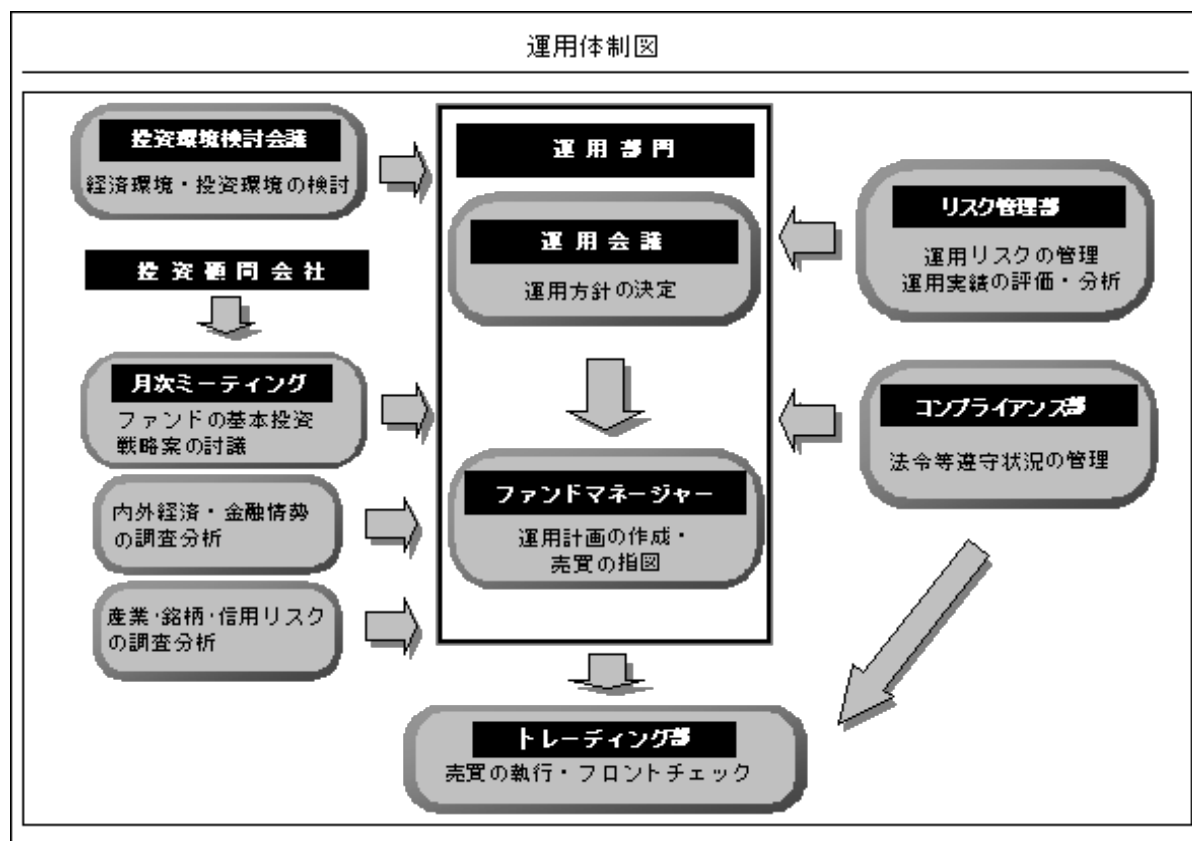 運用体制図
投資環境検討会議
経済環境・投資環境の検討
投資顧問会社
月次ミーティング
ファンドの基本投資
戦略案の討議
内外経済・金融情勢
の調査分析
産業・銘柄・信用リスク
の調査分析
運用部門
運用会議
運用方針の決定
ファンドマネージャー
運用計画の作成・
売買の指図
リスク管理部
運用リスクの管理
運用実績の評価・分析
コンプライアンス部
法令等遵守状況の管理
トレーディング部
売買の執行・フロントチェック